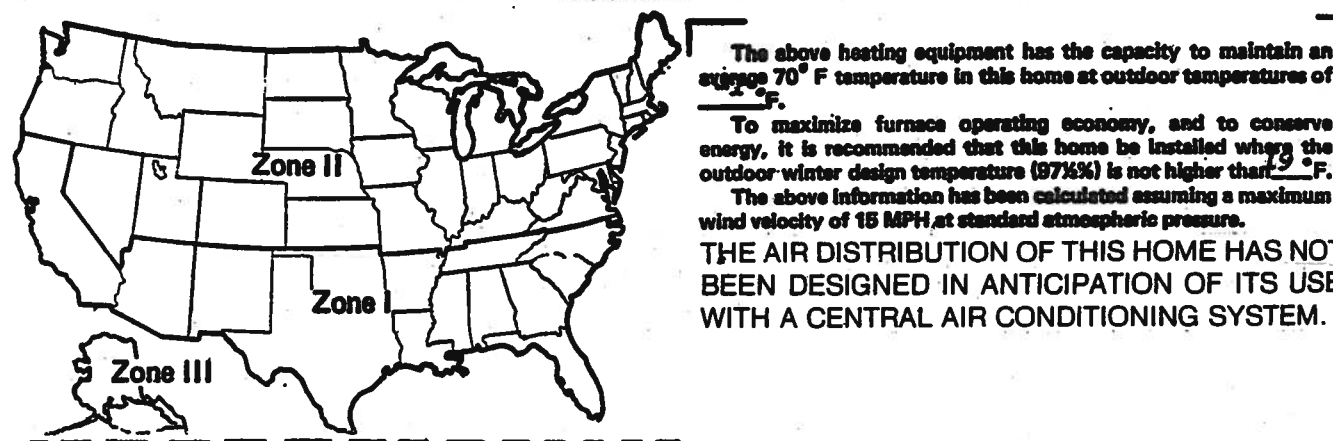 Zone II
Zone I
Zone III
The above heating equipment has the capacity to maintain an
average 70° F temperature in this home at outdoor temperatures of
°F.
To maximize furnace operating economy, and to conserve
energy, it is recommended that this home be installed where the
outdoor winter design temperature (97½%) is not higher than 19 °F.
The above information has been calculated assuming a maximum
wind velocity of 15 MPH at standard atmospheric pressure.
THE AIR DISTRIBUTION OF THIS HOME HAS NOT
BEEN DESIGNED IN ANTICIPATION OF ITS USE
WITH A CENTRAL AIR CONDITIONING SYSTEM.